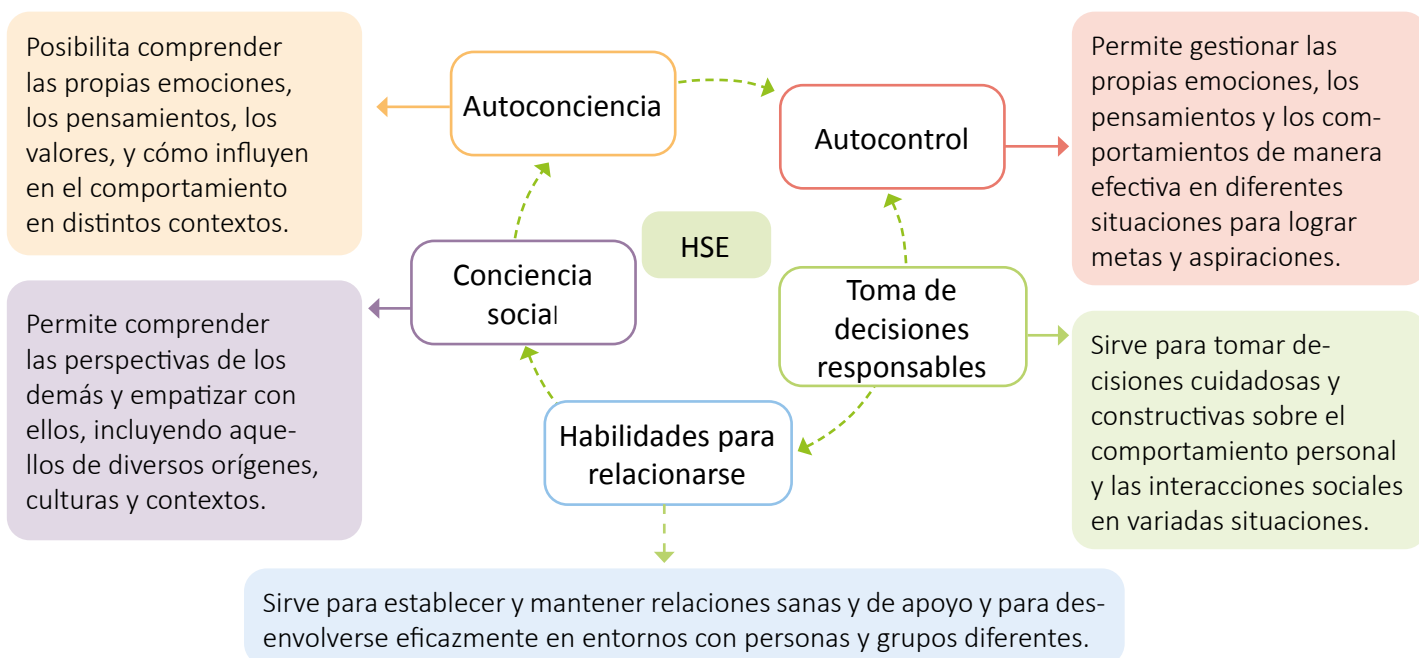 Posibilita comprender
las propias emociones,
los pensamientos, los
valores, y cómo influyen
en el comportamiento
en distintos contextos.
Autoconciencia
Autocontrol
Permite gestionar las
propias emociones, los
pensamientos y los com-
portamientos de manera
efectiva en diferentes
situaciones para lograr
metas y aspiraciones.
HSE
Conciencia
social
Toma de
decisiones
responsables
Permite comprender
las perspectivas de los
demás y empatizar con
ellos, incluyendo aque-
llos de diversos orígenes,
culturas y contextos.
Sirve para tomar de-
cisiones cuidadosas y
constructivas sobre el
comportamiento personal
y las interacciones sociales
en variadas situaciones.
Habilidades para
relacionarse
Sirve para establecer y mantener relaciones sanas y de apoyo y para des-
envolverse eficazmente en entornos con personas y grupos diferentes.